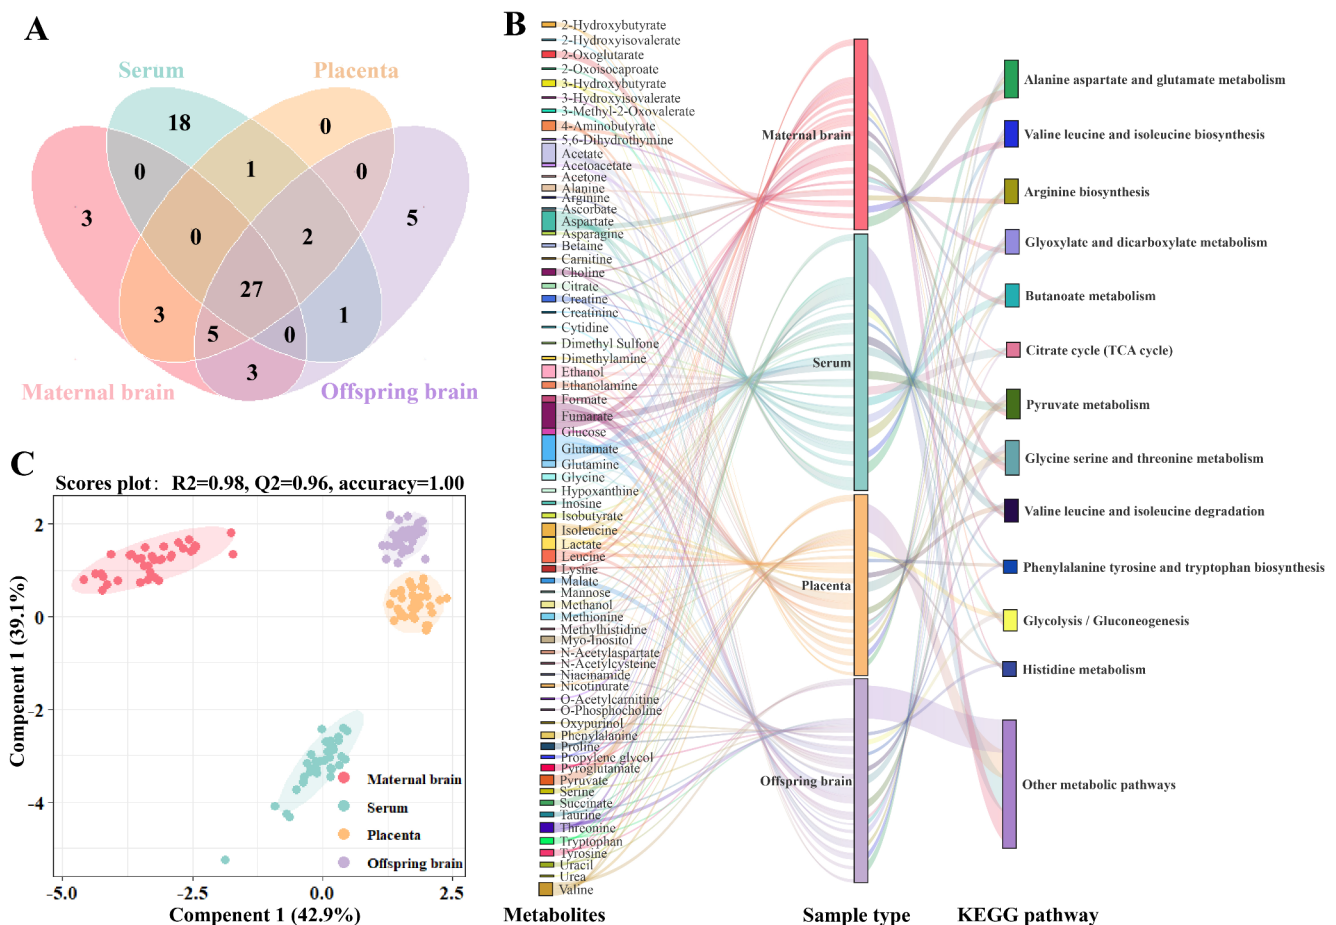 A
Serum
Placenta
18
0
0
1
0
3
5
0
2
27
3
1
5
0
3
Maternal brain
Offspring brain
B
2-Hydroxybutyrate
2-Hydroxyisovalerate
2-Oxoglutarate
2-Oxoisocaproate
3-Hydroxybutyrate
3-Hydroxyisovalerate
3-Methyl-2-Oxovalerate
4-Aminobutyrate
5,6-Dihydrothymine
Acetate
Acetoacetate
Acetone
Alanine
Arginine
Ascorbate
Aspartate
Asparagine
Betaine
Carnitine
Choline
Citrate
Creatine
Creatinine
Cytidine
Dimethyl Sulfone
Dimethylamine
Ethanol
Ethanolamine
Formate
Fumarate
Glucose
Glutamate
Glutamine
Glycine
Hypoxanthine
Inosine
Isobutyrate
Isoleucine
Lactate
Leucine
Lysine
Malate
Mannose
Methanol
Methionine
Methylhistidine
Myo-Inositol
N-Acetylaspartate
N-Acetylcysteine
Niacinamide
Nicotinurate
O-Acetylcarnitine
O-Phosphocholine
Oxypurinol
Phenylalanine
Proline
Propylene glycol
Pyroglutamate
Pyruvate
Serine
Succinate
Taurine
Threonine
Tryptophan
Tyrosine
Uracil
Urea
Valine
Metabolites
Maternal brain
Serum
Placenta
Offspring brain
Sample type
Alanine aspartate and glutamate metabolism
Valine leucine and isoleucine biosynthesis
Arginine biosynthesis
Glyoxylate and dicarboxylate metabolism
Butanoate metabolism
Citrate cycle (TCA cycle)
Pyruvate metabolism
Glycine serine and threonine metabolism
Valine leucine and isoleucine degradation
Phenylalanine tyrosine and tryptophan biosynthesis
Glycolysis / Gluconeogenesis
Histidine metabolism
Other metabolic pathways
KEGG pathway
C
Scores plot: R2=0.98, Q2=0.96, accuracy=1.00
Compenent 1 (39.1%)
2
0
-2
-4
Maternal brain
Serum
Placenta
Offspring brain
-5.0
-2.5
0.0
2.5
Compenent 1 (42.9%)